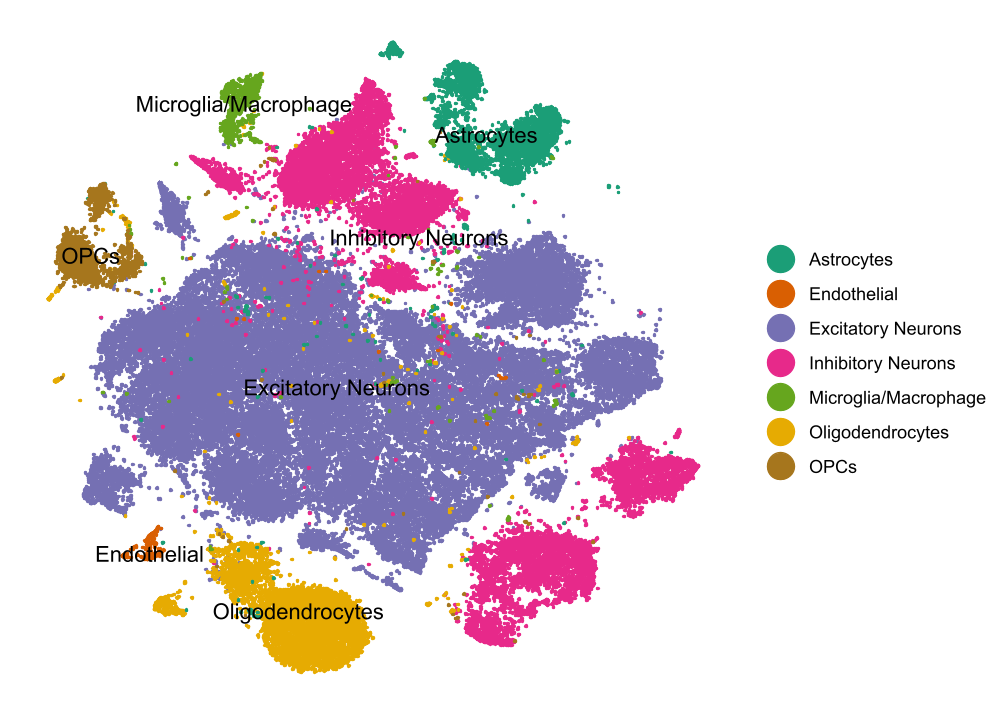 Microglia/Macrophage
Astrocytes
Inhibitory Neurons
OPCs
Excitatory Neurons
Endothelial
Oligodendrocytes
Astrocytes
Endothelial
Excitatory Neurons
Inhibitory Neurons
Microglia/Macrophage
Oligodendrocytes
OPCs